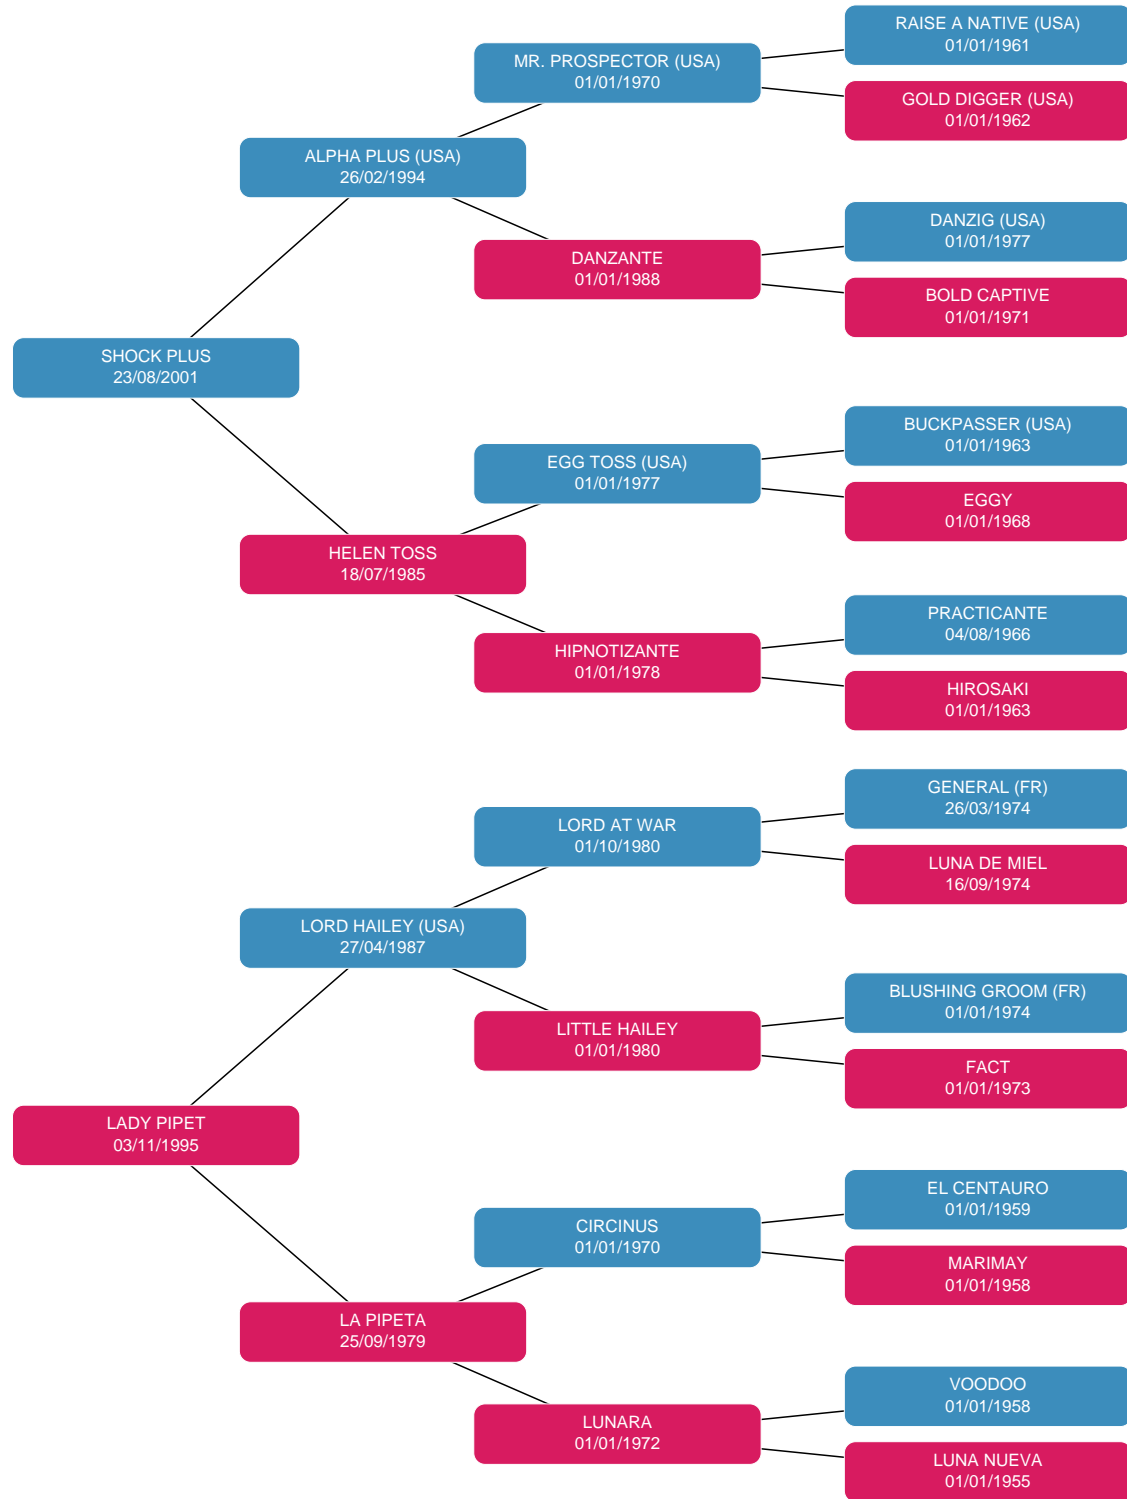 RAISE A NATIVE (USA)
01/01/1961
MR. PROSPECTOR (USA)
01/01/1970
GOLD DIGGER (USA)
01/01/1962
ALPHA PLUS (USA)
26/02/1994
DANZIG (USA)
01/01/1977
DANZANTE
01/01/1988
BOLD CAPTIVE
01/01/1971
SHOCK PLUS
23/08/2001
BUCKPASSER (USA)
01/01/1963
EGG TOSS (USA)
01/01/1977
EGGY
01/01/1968
HELEN TOSS
18/07/1985
PRACTICANTE
04/08/1966
HIPNOTIZANTE
01/01/1978
HIROSAKI
01/01/1963
GENERAL (FR)
26/03/1974
LORD AT WAR
01/10/1980
LUNA DE MIEL
16/09/1974
LORD HAILEY (USA)
27/04/1987
BLUSHING GROOM (FR)
01/01/1974
LITTLE HAILEY
01/01/1980
FACT
01/01/1973
LADY PIPET
03/11/1995
EL CENTAURO
01/01/1959
CIRCINUS
01/01/1970
MARIMAY
01/01/1958
LA PIPETA
25/09/1979
VOODOO
01/01/1958
LUNARA
01/01/1972
LUNA NUEVA
01/01/1955